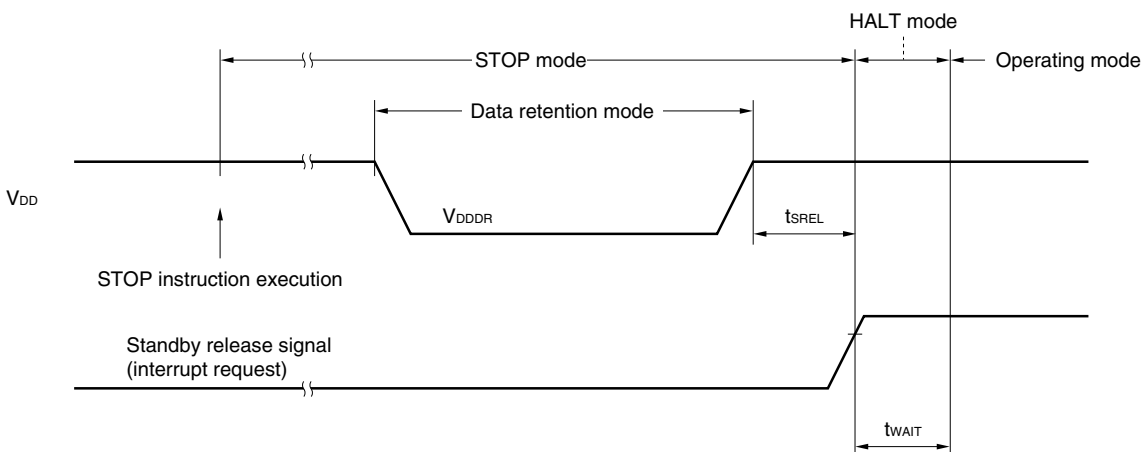 HALT mode
STOP mode
Operating mode
Data retention mode
VDD
VDDDR
tSREL
STOP instruction execution
Standby release signal
(interrupt request)
tWAIT